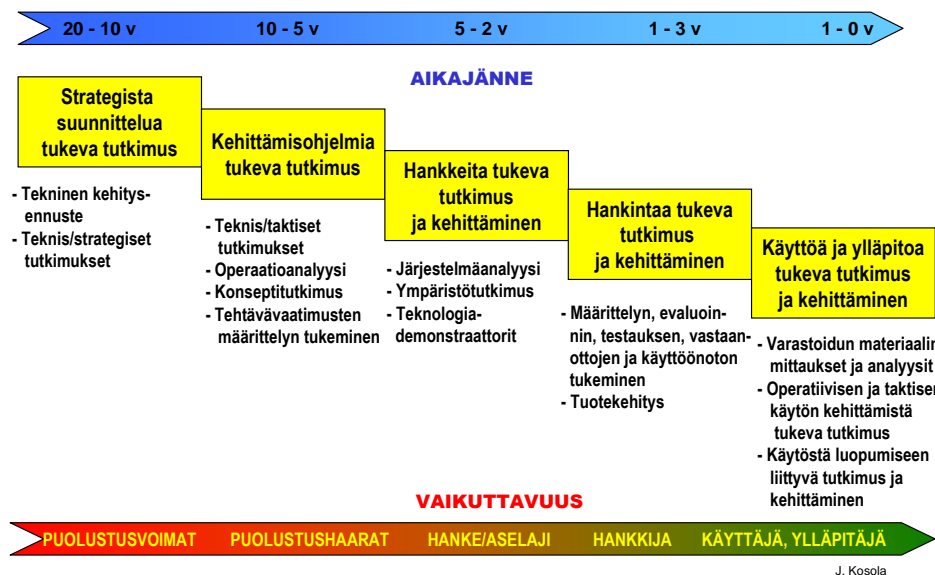 20 - 10 v
10 - 5 v
5 - 2 v
1 - 3 v
1 - 0 v
AIKAJÄNNE
Strategista
suunnittelua
tukeva tutkimus
- Tekninen kehitys-
ennuste
- Teknis/strategiset
tutkimukset
Kehittämisohjelmia
tukeva tutkimus
- Teknis/taktiset
tutkimukset
- Operaatioanalyysi
- Konseptitutkimus
- Tehtävävaatimusten
määrittelyn tukeminen
Hankkeita tukeva
tutkimus
ja kehittäminen
- Järjestelmäanalyysi
- Ympäristötutkimus
- Teknologia-
demonstraattorit
Hankintaa tukeva
tutkimus
ja kehittäminen
- Määrittelyn, evaluoin-
nin, testauksen, vastaan-
ottojen ja käyttöönoton
tukeminen
- Tuotekehitys
Käyttöä ja ylläpitoa
tukeva tutkimus
ja kehittäminen
- Varastoidun materiaalin
mittaukset ja analyysit
- Operatiivisen ja taktisen
käytön kehittämistä
tukeva tutkimus
- Käytöstä luopumiseen
liittyvä tutkimus ja
kehittäminen
VAIKUTTAVUUS
PUOLUSTUSVOIMAT
PUOLUSTUSHAARAT
HANKE/ASELAJI
HANKKIJA
KÄYTTÄJÄ, YLLÄPITÄJÄ
J. Kosola